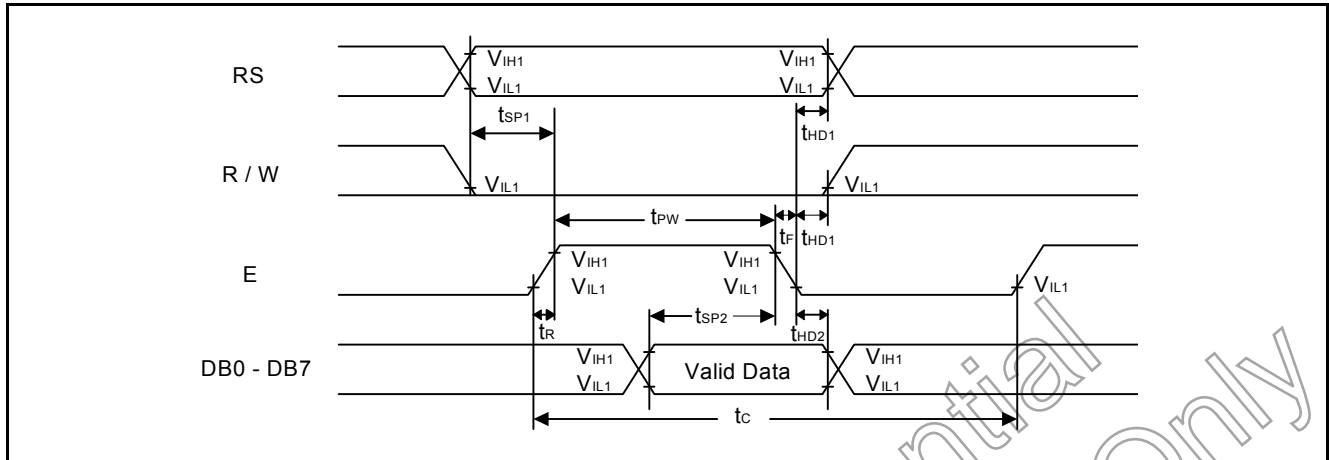 RS
VIH1
VIH1
VIL1
VIL1
tSP1
tHD1
R / W
VIL1
VIL1
tPW
tF
tHD1
E
VIH1
VIH1
VIL1
VIL1
VIL1
tR
tSP2
tHD2
DB0 - DB7
VIH1
Valid Data
VIH1
VIL1
VIL1
tC
Only